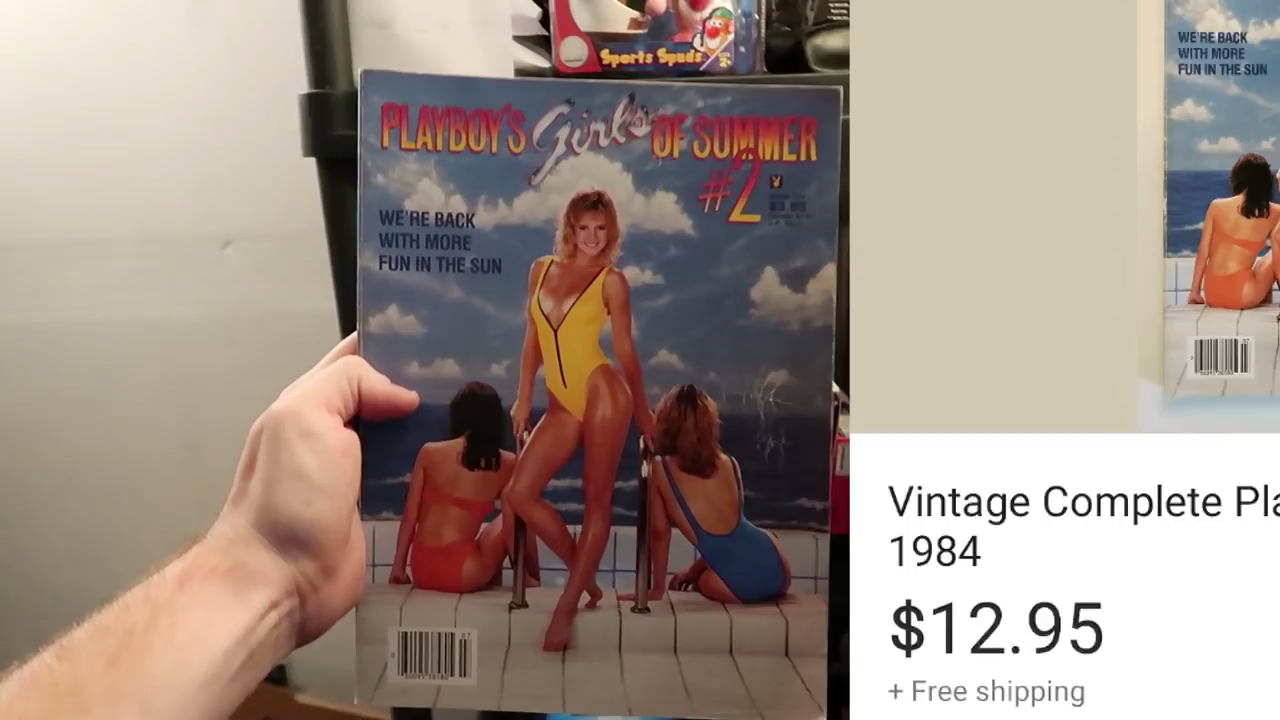 Sports Spuds
PLAYBOY'S Girls OF SUMMER
#2
WE'RE BACK
WITH MORE
FUN IN THE SUN
07
WE'RE BACK
WITH MORE
FUN IN THE SUN
Vintage Complete Pla
1984
$12.95
+ Free shipping